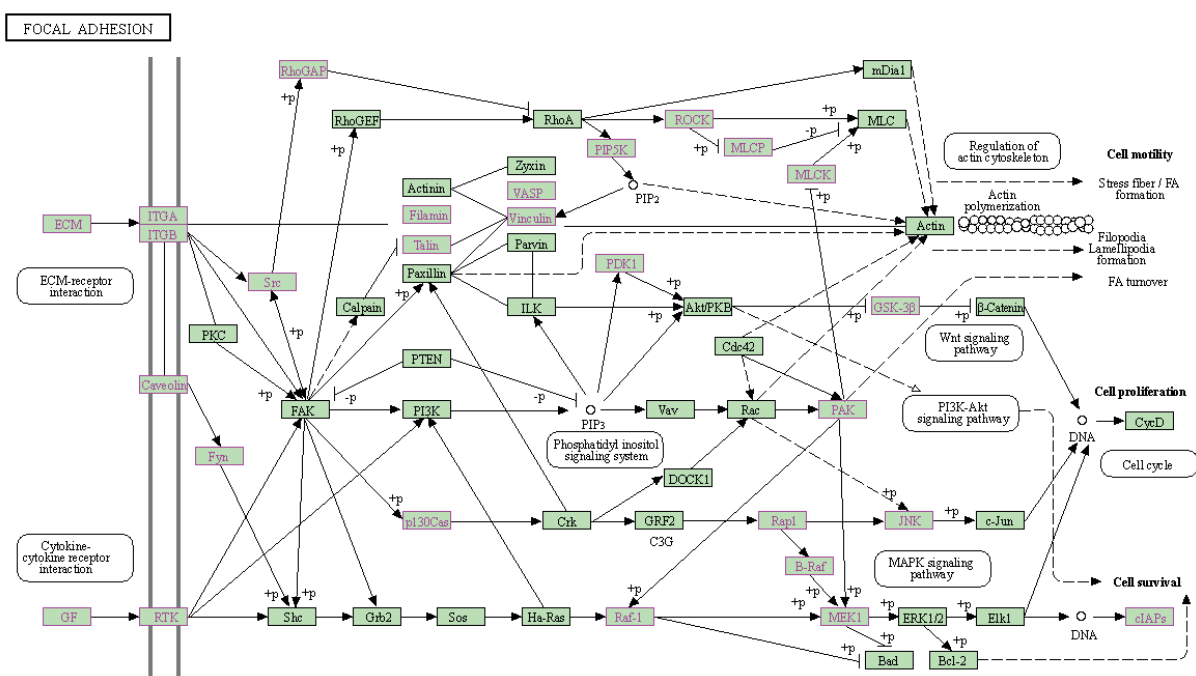 FOCAL ADHESION
RhoGAP
mDia1
+p
RhoGEF
RhoA
ROCK
+p
MLC
+p
PIP5K
+p
MLCP
-p
+p
MLCK
+p
Regulation of
actin cytoskeleton
Cell motility
Zyxin
Actinin
VASP
PIP2
Stress fiber / FA
formation
Actin
polymerization
ECM
ITGA
ITGB
Filamin
Vinculin
Actin
Talin
Parvin
Filopodia
Lamellipodia
formation
ECM-receptor
interaction
Src
Paxillin
+p
PDK1
+p
FA turnover
Calpain
ILK
Akt/PKB
+p
+p
GSK-3β
+p
β-Catenin
PKC
+p
Cdc42
Wnt signaling
pathway
PTEN
Caveolin
+p
-p
-p
Cell proliferation
FAK
PI3K
PIP3
Vav
Rac
PAK
PI3K-Akt
signaling pathway
DNA
CycD
Phosphatidyl inositol
signaling system
Fyn
DOCK1
Cell cycle
+p
+p
p130Cas
Crk
GRF2
C3G
Rap1
JNK
+p
c-Jun
Cytokine-
cytokine receptor
interaction
B-Raf
MAPK signaling
pathway
Cell survival
+p
+p
+p
+p
+p
+p
+p
+p
+p
GF
RTK
Shc
Grb2
Sos
Ha-Ras
Raf-1
MEK1
ERK1/2
Elk1
DNA
cIAPs
+p
+p
+p
Bad
Bcl-2